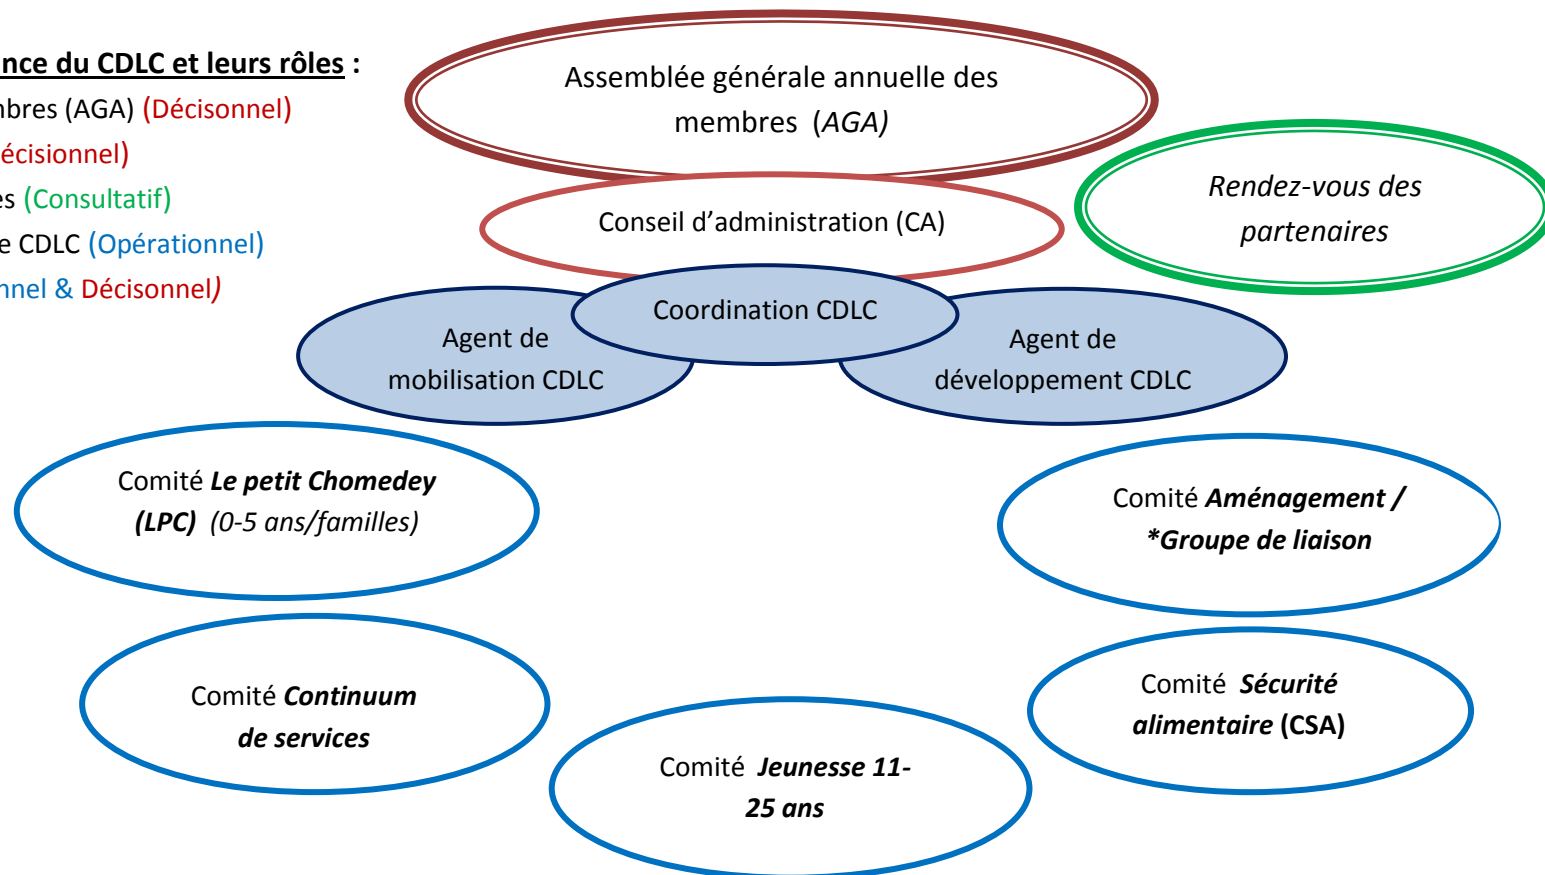 nce du CDLC et leurs rôles :
mbres (AGA) (Décisonnel)
écisionnel)
es (Consultatif)
e CDLC (Opérationnel)
nnel & Décisonnel)
Assemblée générale annuelle des
membres (AGA)
Rendez-vous des
partenaires
Conseil d’administration (CA)
Coordination CDLC
Agent de
mobilisation CDLC
Agent de
développement CDLC
Comité Le petit Chomedey
(LPC) (0-5 ans/familles)
Comité Aménagement /
*Groupe de liaison
Comité Continuum
de services
Comité Sécurité
alimentaire (CSA)
Comité Jeunesse 11-
25 ans